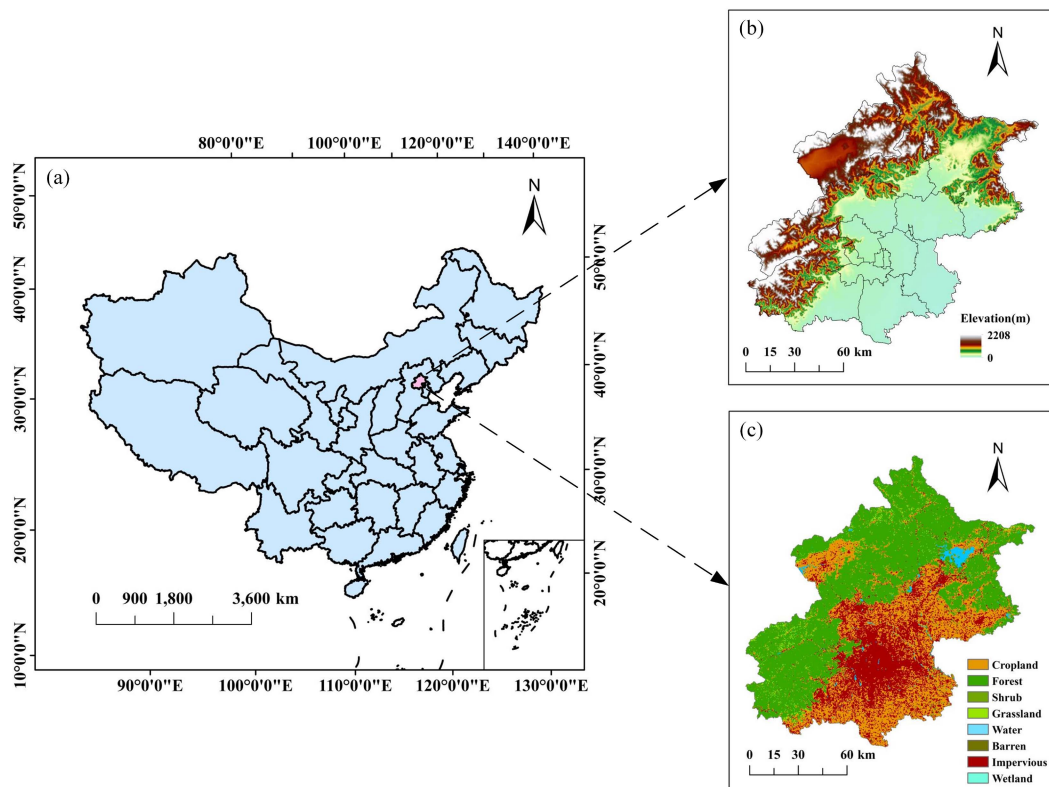 (a)
80°0'0"E 100°0'0"E 120°0'0"E 140°0'0"E
N
50°0'0"N
40°0'0"N
30°0'0"N
20°0'0"N
10°0'0"N
50°0'0"N
40°0'0"N
30°0'0"N
20°0'0"N
0 900 1,800 3,600 km
90°0'0"E 100°0'0"E 110°0'0"E 120°0'0"E 130°0'0"E
(b)
N
Elevation(m)
2208
0
0 15 30 60 km
(c)
N
Cropland
Forest
Shrub
Grassland
Water
Barren
Impervious
Wetland
0 15 30 60 km